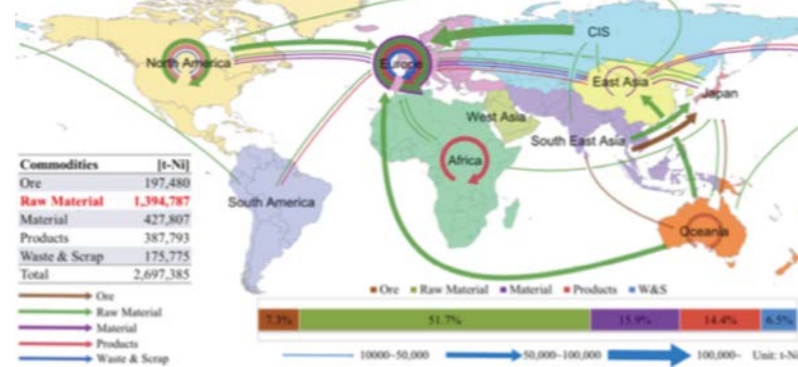 CIS
North America
Europe
East Asia
Japan
West Asia
South East Asia
Africa
South America
Oceania
Commodities [t-Ni]
Ore 197,480
Raw Material 1,394,787
Material 427,807
Products 387,793
Waste & Scrap 175,775
Total 2,697,385
Ore
Raw Material
Material
Products
Waste & Scrap
Ore Raw Material Material Products W&S
7.3% 51.7% 15.9% 14.4% 6.5%
10000~50,000 50,000~100,000 100,000~ Unit: t-Ni